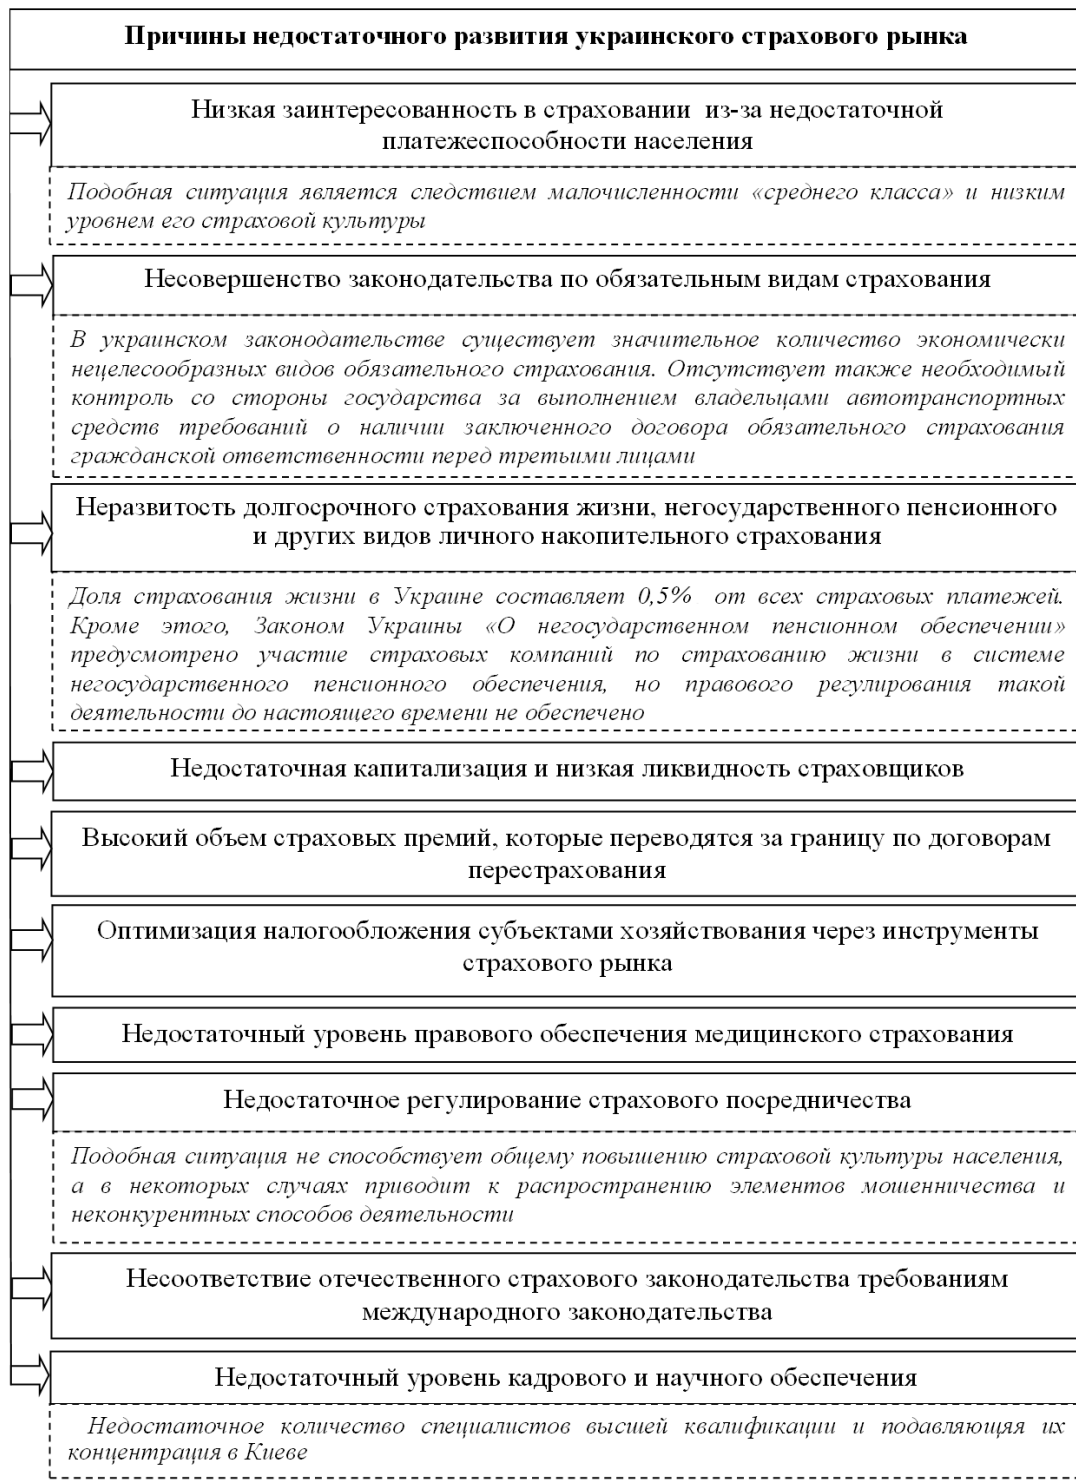 Причины недостаточного развития украинского страхового рынка
Низкая заинтересованность в страховании из-за недостаточной
платежеспособности населения
Подобная ситуация является следствием малочисленности «среднего класса» и низким
уровнем его страховой культуры
Несовершенство законодательства по обязательным видам страхования
В украинском законодательстве существует значительное количество экономически
нецелесообразных видов обязательного страхования. Отсутствует также необходимый
контроль со стороны государства за выполнением владельцами автотранспортных
средств требований о наличии заключенного договора обязательного страхования
гражданской ответственности перед третьими лицами
Неразвитость долгосрочного страхования жизни, негосударственного пенсионного
и других видов личного накопительного страхования
Доля страхования жизни в Украине составляет 0,5% от всех страховых платежей.
Кроме этого, Законом Украины «О негосударственном пенсионном обеспечении»
предусмотрено участие страховых компаний по страхованию жизни в системе
негосударственного пенсионного обеспечения, но правового регулирования такой
деятельности до настоящего времени не обеспечено
Недостаточная капитализация и низкая ликвидность страховщиков
Высокий объем страховых премий, которые переводятся за границу по договорам
перестрахования
Оптимизация налогообложения субъектами хозяйствования через инструменты
страхового рынка
Недостаточный уровень правового обеспечения медицинского страхования
Недостаточное регулирование страхового посредничества
Подобная ситуация не способствует общему повышению страховой культуры населения,
а в некоторых случаях приводит к распространению элементов мошенничества и
неконкурентных способов деятельности
Несоответствие отечественного страхового законодательства требованиям
международного законодательства
Недостаточный уровень кадрового и научного обеспечения
Недостаточное количество специалистов высшей квалификации и подавляющяя их
концентрация в Киеве